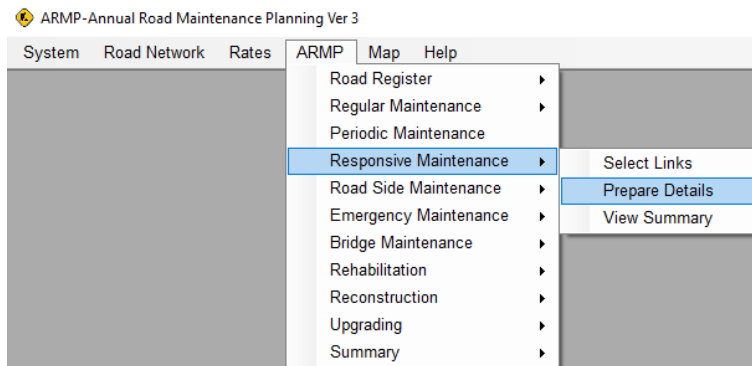 ARMP-Annual Road Maintenance Planning Ver 3
System Road Network Rates ARMP Map Help
Road Register
Regular Maintenance
Periodic Maintenance
Responsive Maintenance
Road Side Maintenance
Emergency Maintenance
Bridge Maintenance
Rehabilitation
Reconstruction
Upgrading
Summary
Select Links
Prepare Details
View Summary